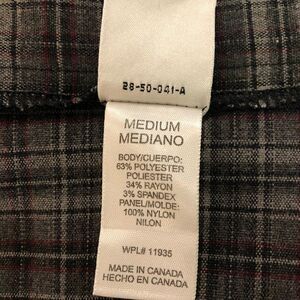 28-50-041-A
MEDIUM
MEDIANO
BODY/CUERPO:
63% POLYESTER
POLIESTER
34% RAYON
3% SPANDEX
PANEL/MOLDE:
100% NYLON
NILON
WPL# 11935
MADE IN CANADA
HECHO EN CANADA